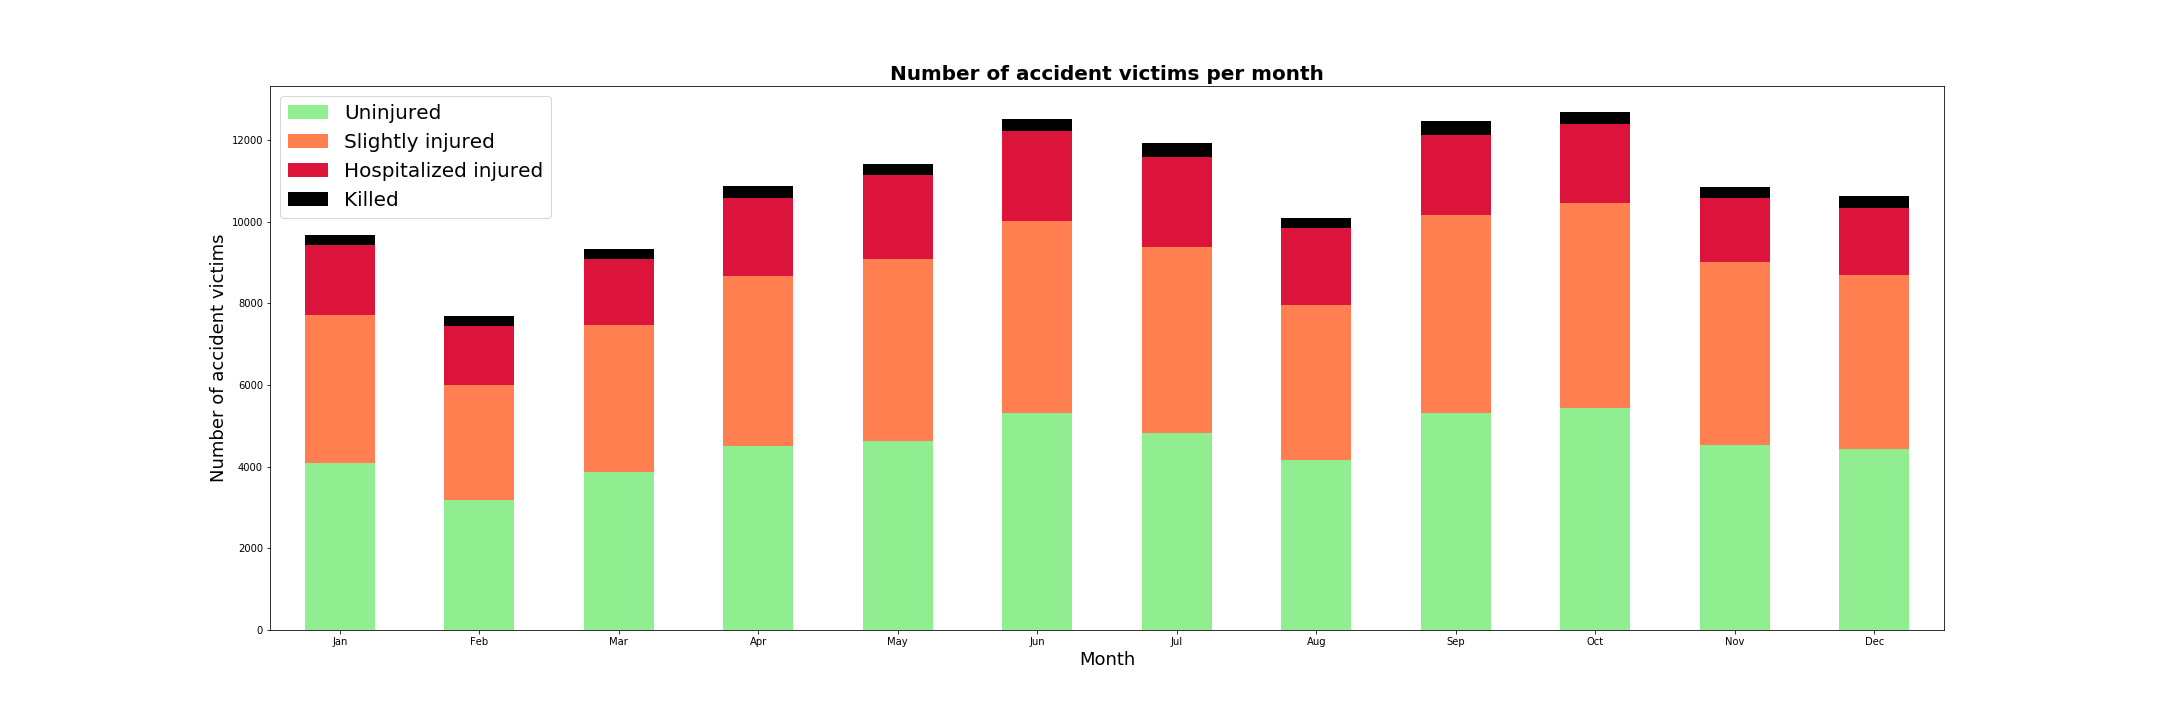 Number of accident victims per month
Uninjured
Slightly injured
Hospitalized injured
Killed
Number of accident victims
12000
10000
8000
6000
4000
2000
0
Jan Feb Mar Apr May Jun Jul Aug Sep Oct Nov Dec
Month